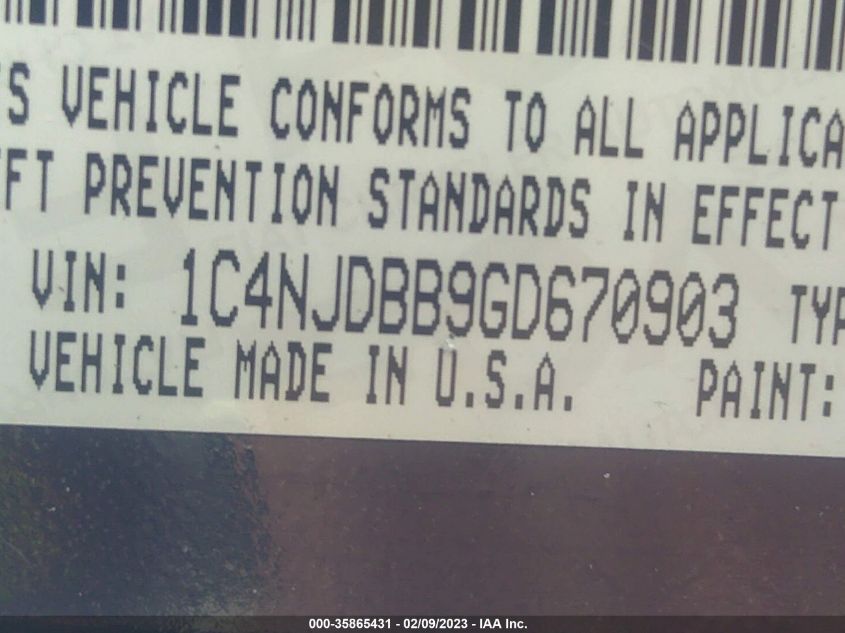 S VEHICLE CONFORMS TO ALL APPLICA
FT PREVENTION STANDARDS IN EFFECT
VIN: 1C4NJDBB9GD670903 TYP
VEHICLE MADE IN U.S.A. PAINT:
000-35865431 - 02/09/2023 - IAA Inc.